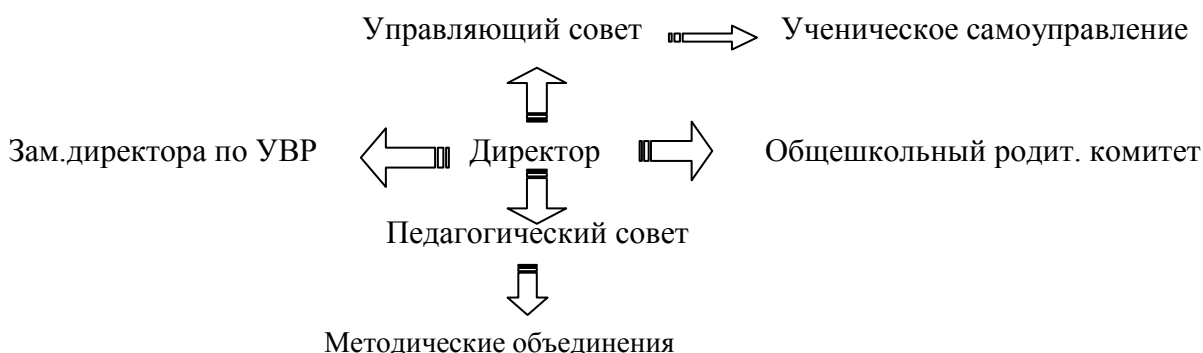 Управляющий совет Ученическое самоуправление
Зам.директора по УВР Директор Общешкольный родит. комитет
Педагогический совет
Методические объединения